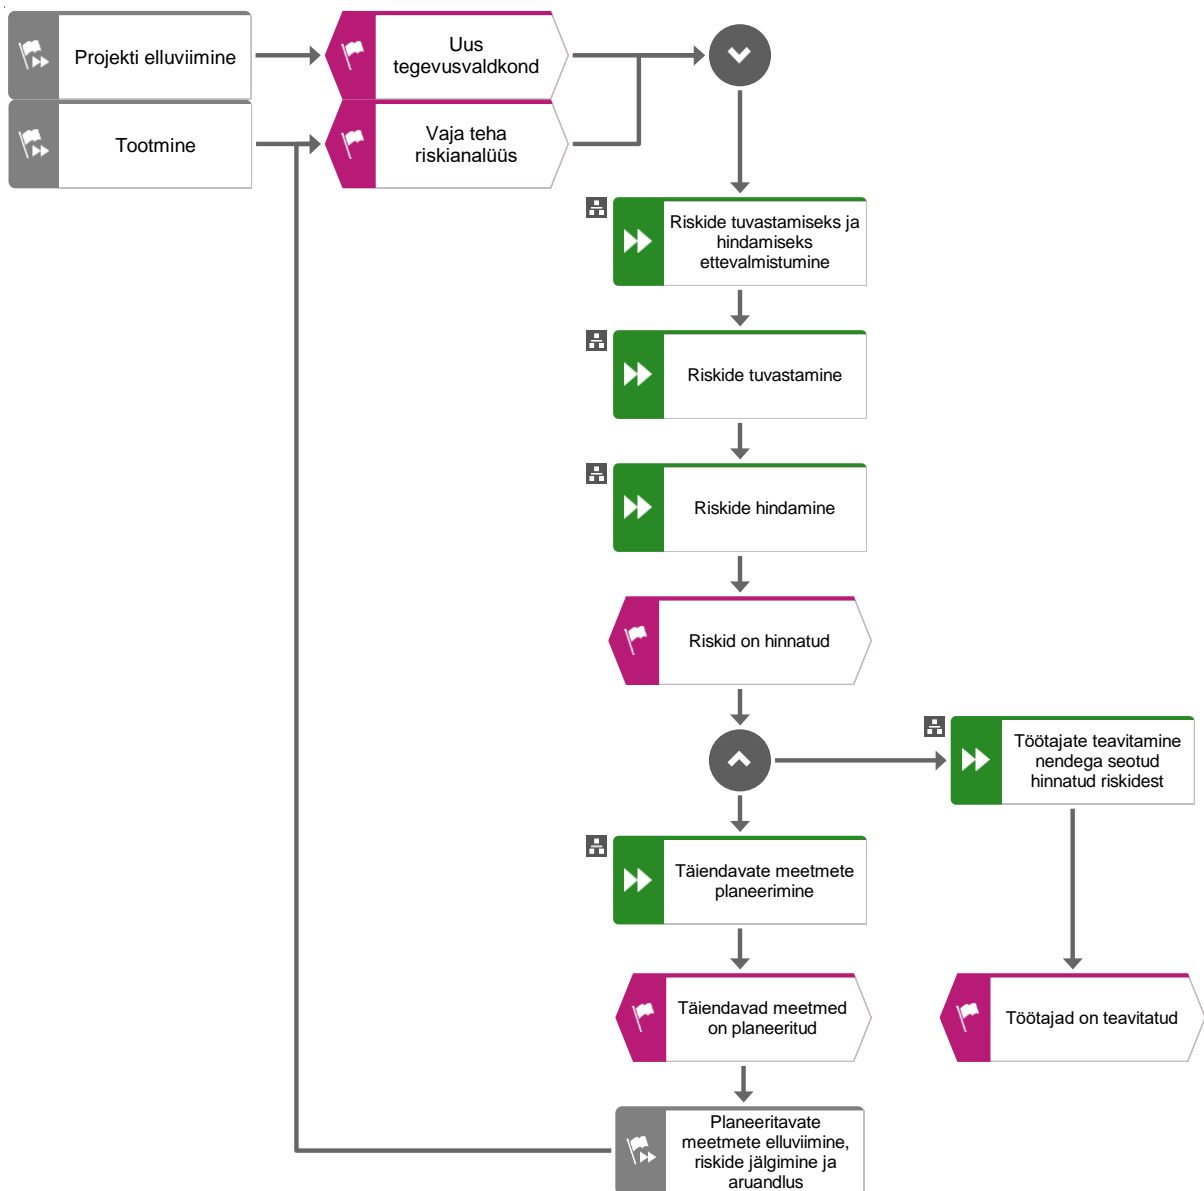 Projekti elluviimine
Uus
tegevusvaldkond
Tootmine
Vaja teha
riskianalüüs
Riskide tuvastamiseks ja
hindamiseks
ettevalmistumine
Riskide tuvastamine
Riskide hindamine
Riskid on hinnatud
Töötajate teavitamine
nendega seotud
hinnatud riskidest
Täiendavate meetmete
planeerimine
Täiendavad meetmed
on planeeritud
Töötajad on teavitatud
Planeeritavate
meetmete elluviimine,
riskide jälgimine ja
aruandlus